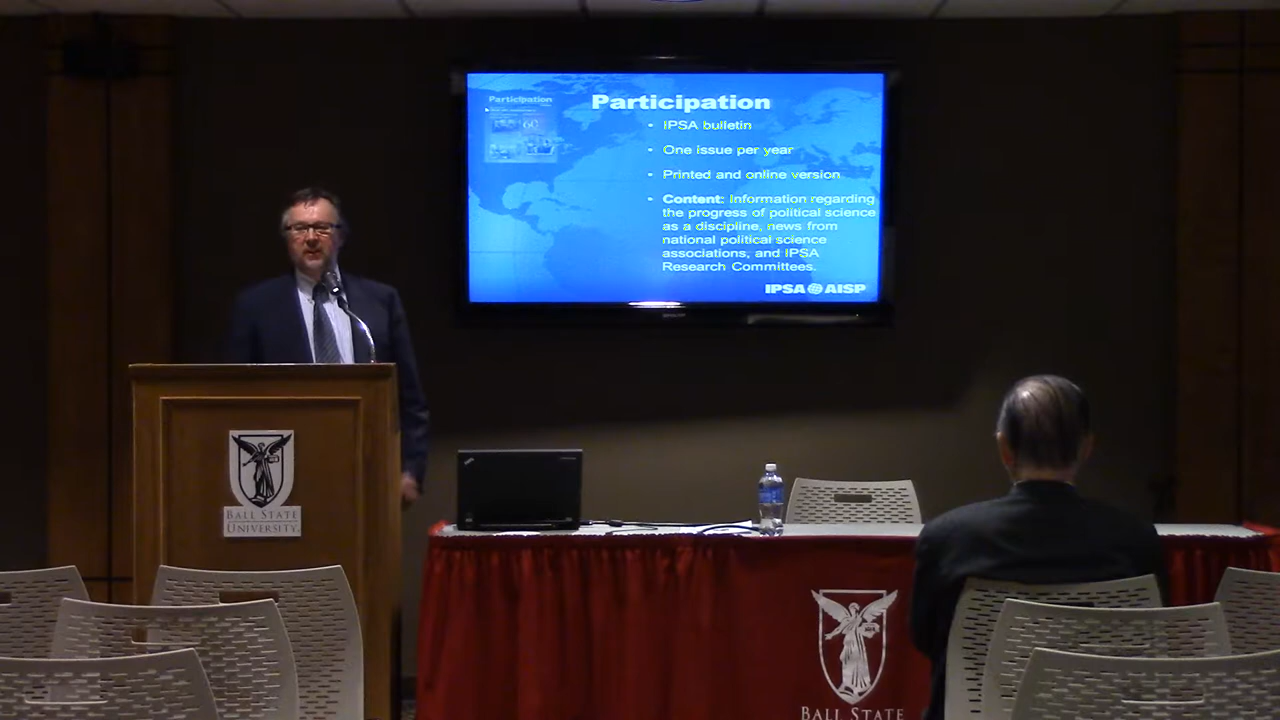 Participation
Participation
60
• IPSA bulletin
• One issue per year
• Printed and online version
• Content: Information regarding
the progress of political science
as a discipline, news from
national political science
associations, and IPSA
Research Committees.
IPSA AISP
BALL STATE
UNIVERSITY
BALL STATE